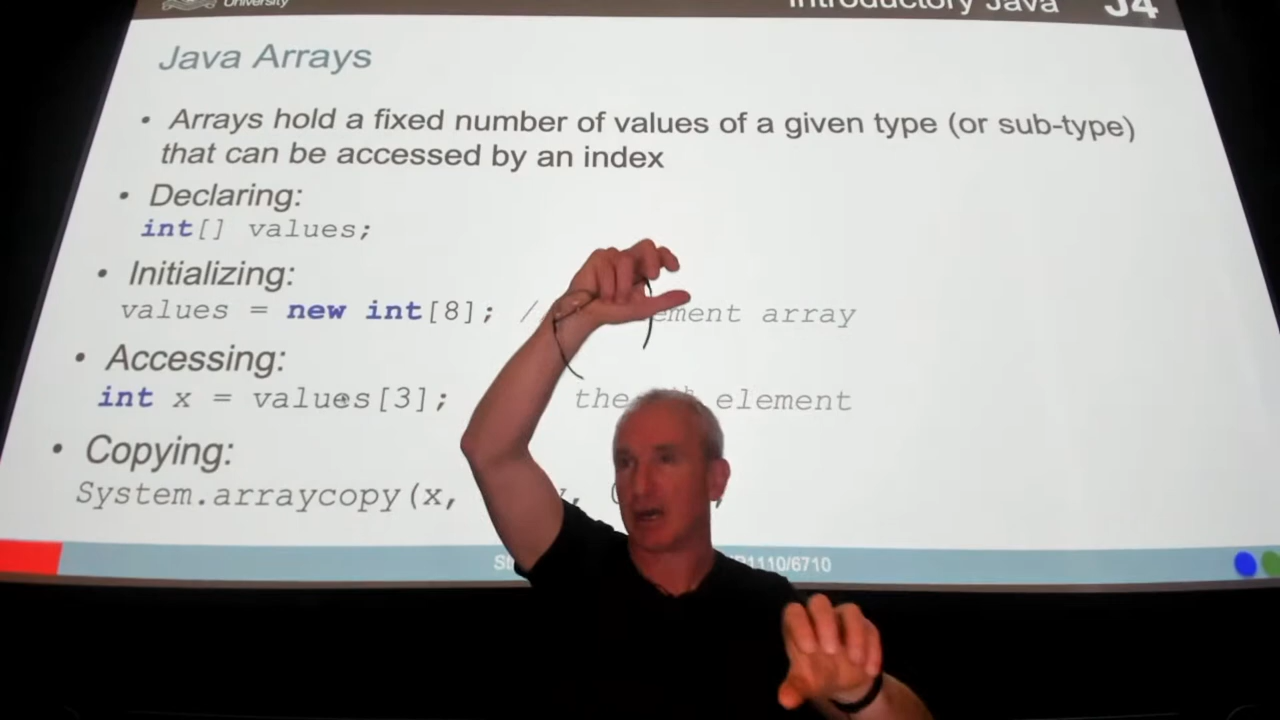 University
Introductory Java
J4
Java Arrays
• Arrays hold a fixed number of values of a given type (or sub-type)
that can be accessed by an index
• Declaring:
int[] values;
• Initializing:
values = new int[8]; / ement array
• Accessing:
int x = values[3]; the element
• Copying:
System.arraycopy(x,
St 1110/6710